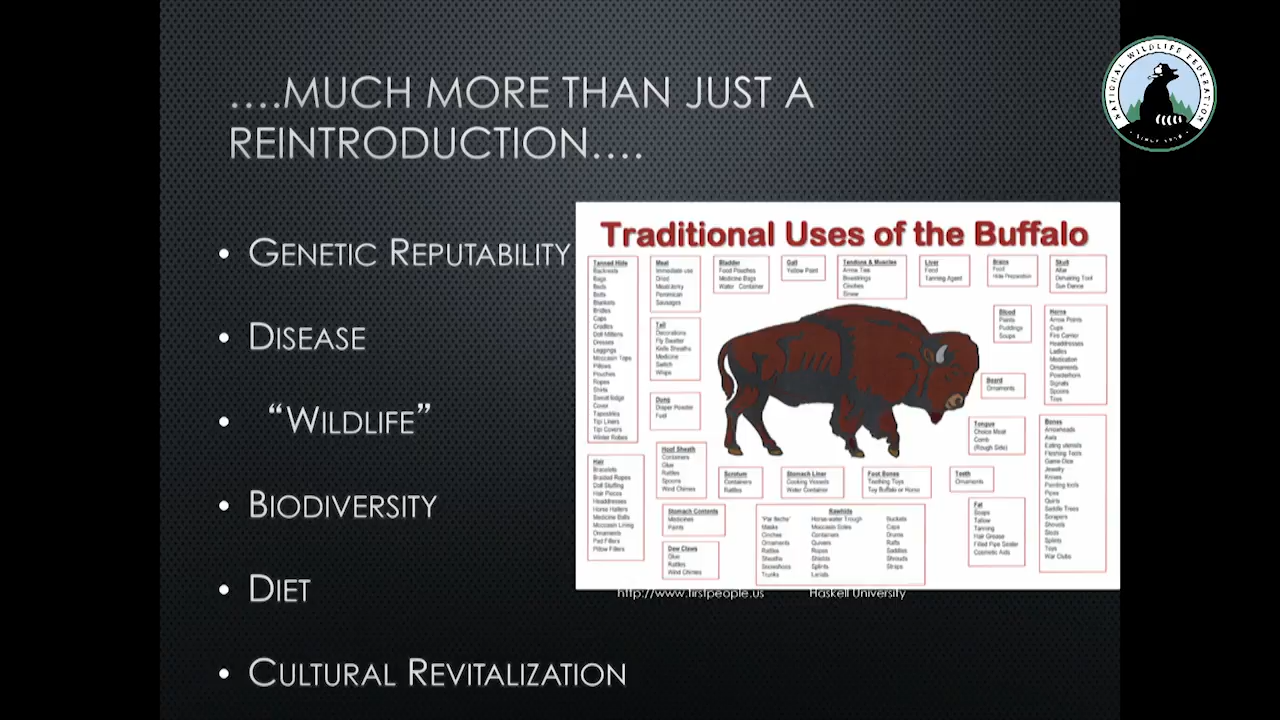 ....MUCH MORE THAN JUST A
REINTRODUCTION....
NATIONAL WILDLIFE FEDERATION
• GENETIC REPUTABILITY
• DISEASE
• “WILDLIFE”
• BIODIVERSITY
• DIET
• CULTURAL REVITALIZATION
Traditional Uses of the Buffalo
Tanned Hide
Backrests
Bags
Beds
Belts
Blankets
Bridles
Caps
Cradles
Doll Mittens
Dresses
Leggings
Moccasin Tops
Pillows
Pouches
Ropes
Shirts
Sweat lodge
Cover
Tapestries
Tipi Liners
Tipi Covers
Winter Robes
Hair
Bracelets
Braided Ropes
Doll Stuffing
Hair Pieces
Headdresses
Horse Halters
Medicine Balls
Moccasin Lining
Ornaments
Pad Fillers
Pillow Fillers
Meat
Immediate use
Dried
Pemmican
Sausages
Tail
Decorations
Fly Swatter
Knife Sheaths
Medicine
Switch
Whips
Dung
Diaper Powder
Fuel
Hoof Sheath
Containers
Glue
Rattles
Spoons
Wind Chimes
Stomach Contents
Medicines
Paints
Dew Claws
Glue
Rattles
Wind Chimes
Bladder
Food Pouches
Medicine Bags
Water Container
Gall
Yellow Paint
Tendons & Muscles
Arrow Ties
Bowstrings
Cinches
Sinew
Liver
Food
Tanning Agent
Brains
Food
Hide Preparation
Skull
Altar
Dehairing Tool
Sun Dance
Blood
Paints
Puddings
Soups
Horns
Arrow Points
Cups
Fire Carrier
Headdresses
Ladles
Medication
Ornaments
Powderhorn
Signals
Spoons
Toys
Beard
Ornaments
Tongue
Choice Meat
Comb
(Rough Side)
Bones
Arrowheads
Awls
Eating utensils
Fleshing Tools
Game Dice
Jewelry
Knives
Painting tools
Pipes
Quirts
Saddle Trees
Scrapers
Shovels
Sleds
Splints
Toys
War Clubs
Scrotum
Containers
Rattles
Stomach Liner
Cooking Vessels
Water Container
Foot Bones
Teething Toys
Toy Buffalo or Horse
Teeth
Ornaments
Fat
Soaps
Tallow
Tanning
Hair Grease
Filled Pipe Sealer
Cosmetic Aids
Rawhide
Masks
Cinches
Ornaments
Rattles
Sheaths
Snowshoes
Trunks
Horse-water Trough
Moccasin Soles
Containers
Quivers
Ropes
Shields
Splints
Lariats
Buckets
Caps
Drums
Rafts
Saddles
Shrouds
Straps
http://www.firstpeople.us Haskell University